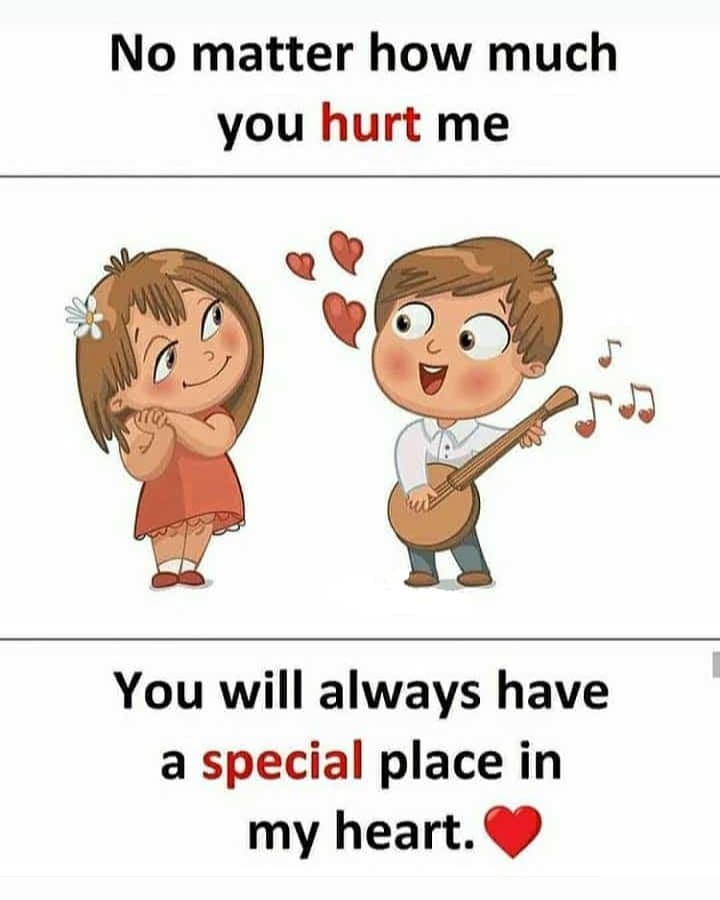 No matter how much
you hurt me
You will always have
a special place in
my heart.❤️